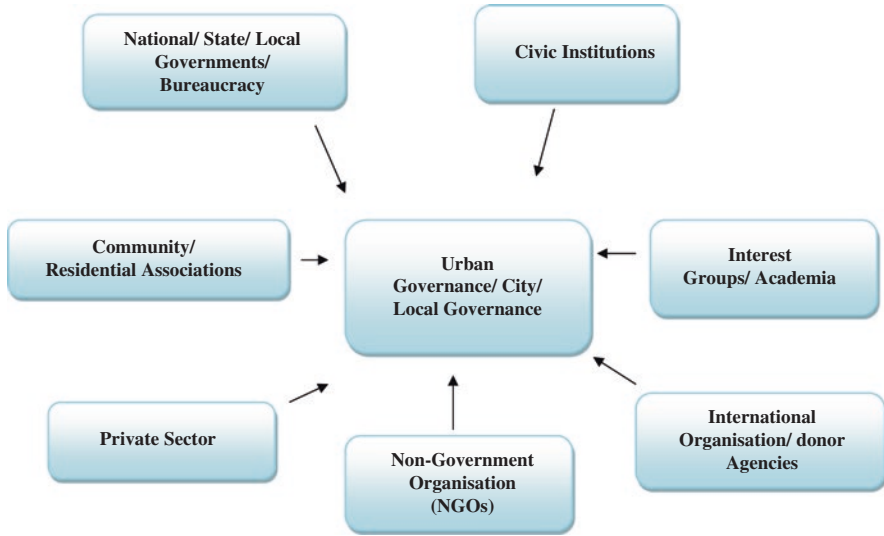 National/ State/ Local
Governments/
Bureaucracy
Civic Institutions
Community/
Residential Associations
Urban
Governance/ City/
Local Governance
Interest
Groups/ Academia
Private Sector
Non-Government
Organisation
(NGOs)
International
Organisation/ donor
Agencies